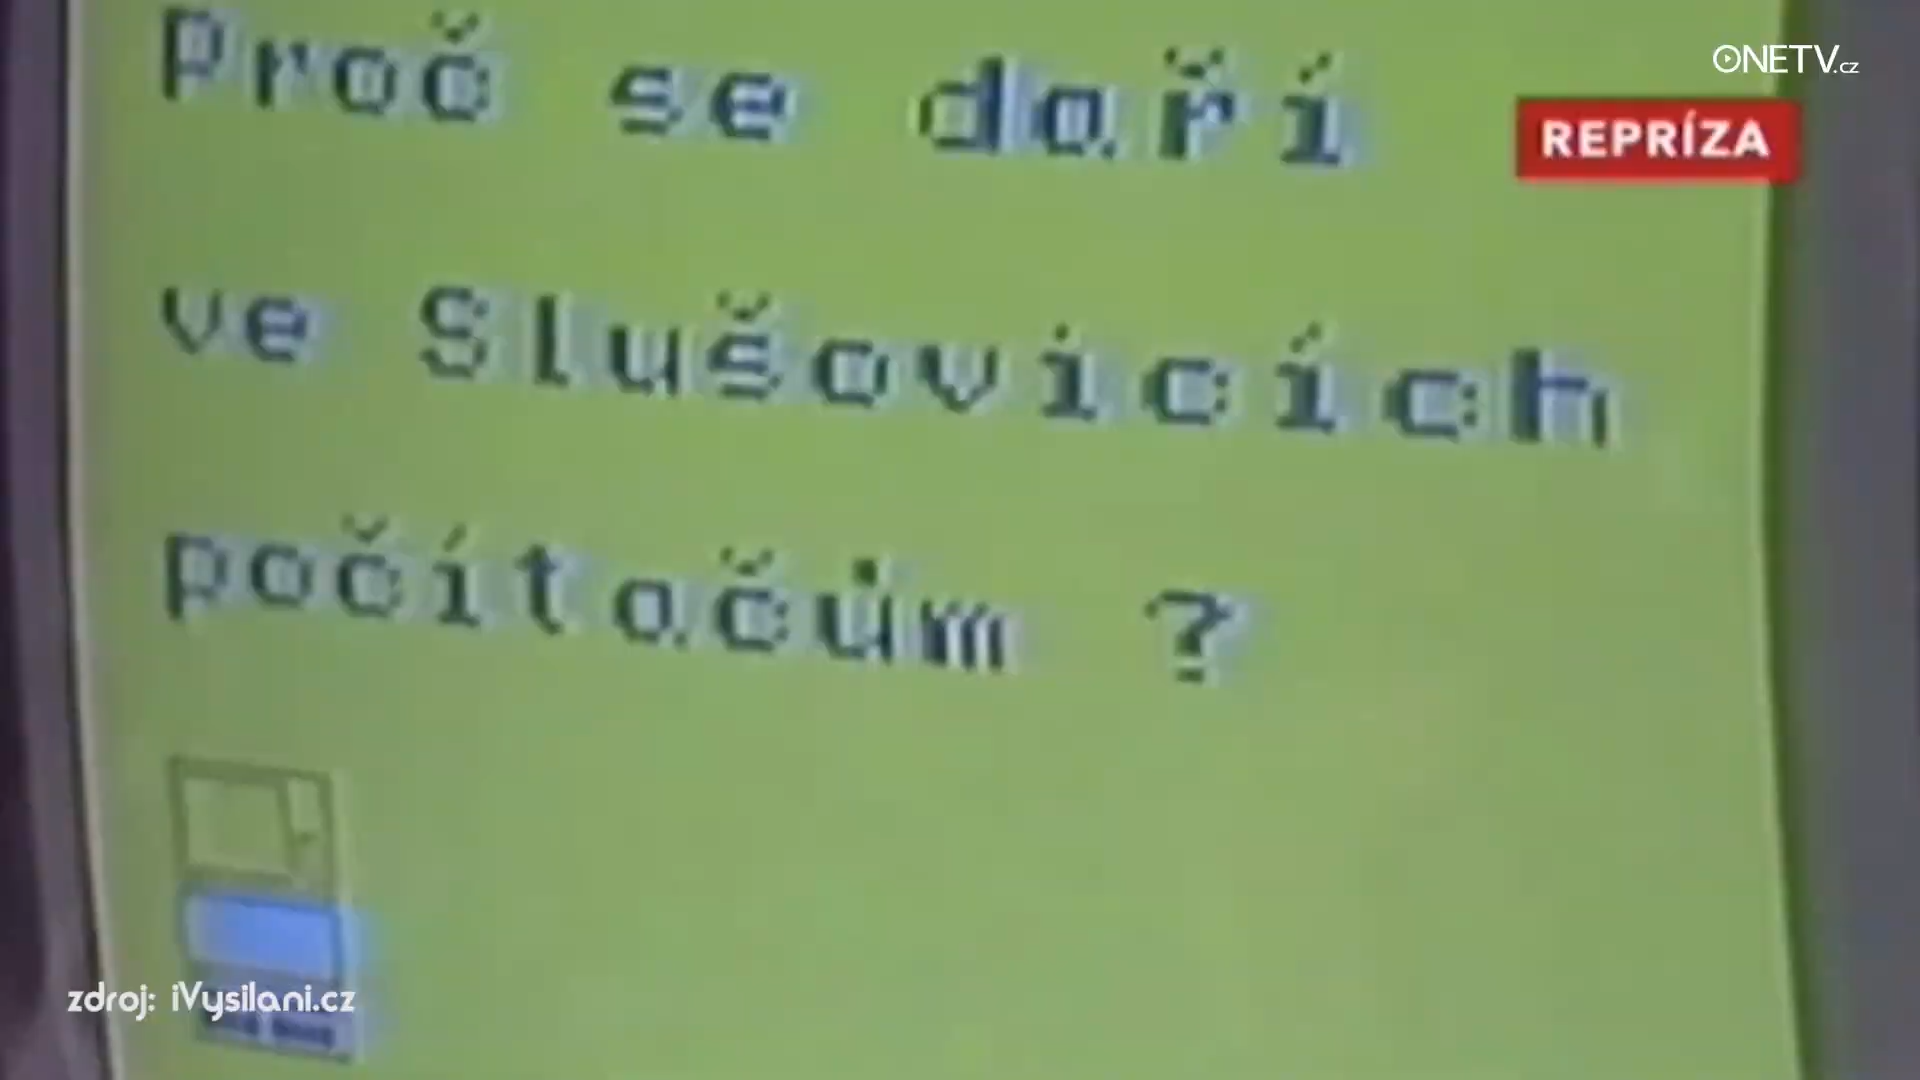 ONETV.cz
REPRÍZA
Proč se daří
ve Slušovicích
počítačům ?
zdroj: iVysilani.cz